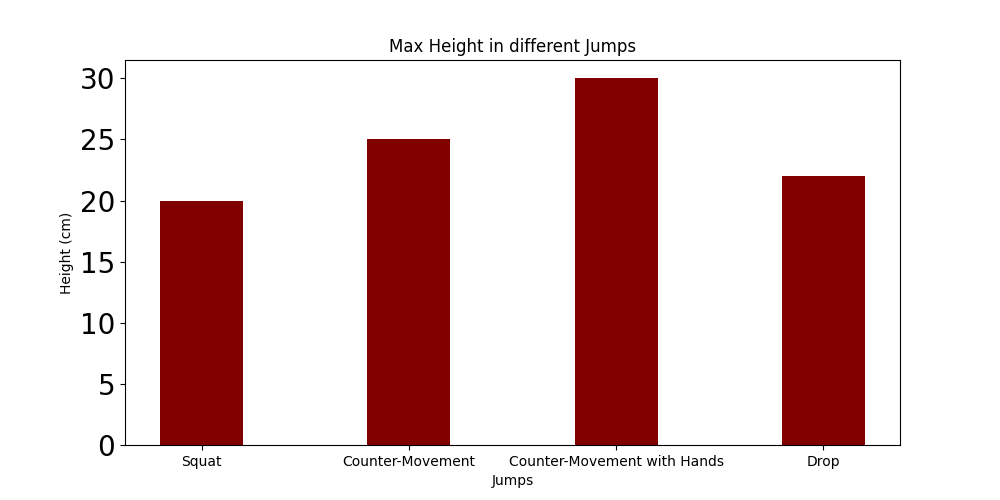 Max Height in different Jumps
Height (cm)
30
25
20
15
10
5
0
Squat Counter-Movement Counter-Movement with Hands Drop
Jumps